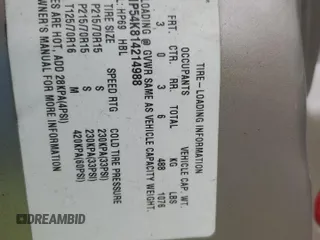 TIRE-LOADING INFORMATION
OCCUPANTS VEHICLE CAP. WT.
FRT. CTR. RR. TOTAL KG LBS
3 0 3 6 488 1076
LOADING @ GVWR SAME AS VEHICLE CAPACITY WEIGHT.
P54K814214988
HP69 HBL
TIRE SIZE SPEED RTG COLD TIRE PRESSURE
P215/70R15 S 230KPA(33PSI)
P215/70R15 S 230KPA(33PSI)
T125/70R16 M 420KPA(60PSI)
ES ARE HOT, ADD 28KPA(4PSI)
WNER'S MANUAL FOR MORE INFORMATION
DREAMBID